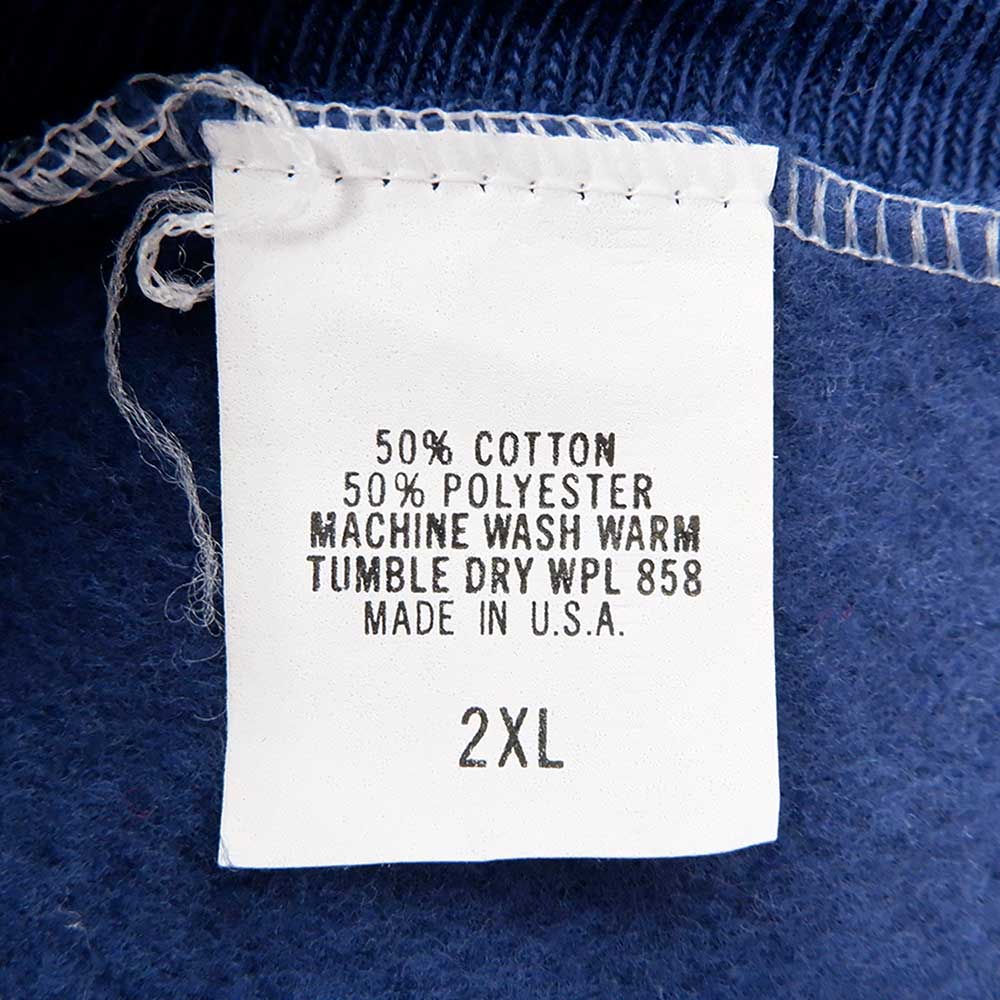 50% COTTON
50% POLYESTER
MACHINE WASH WARM
TUMBLE DRY WPL 858
MADE IN U.S.A.
2XL